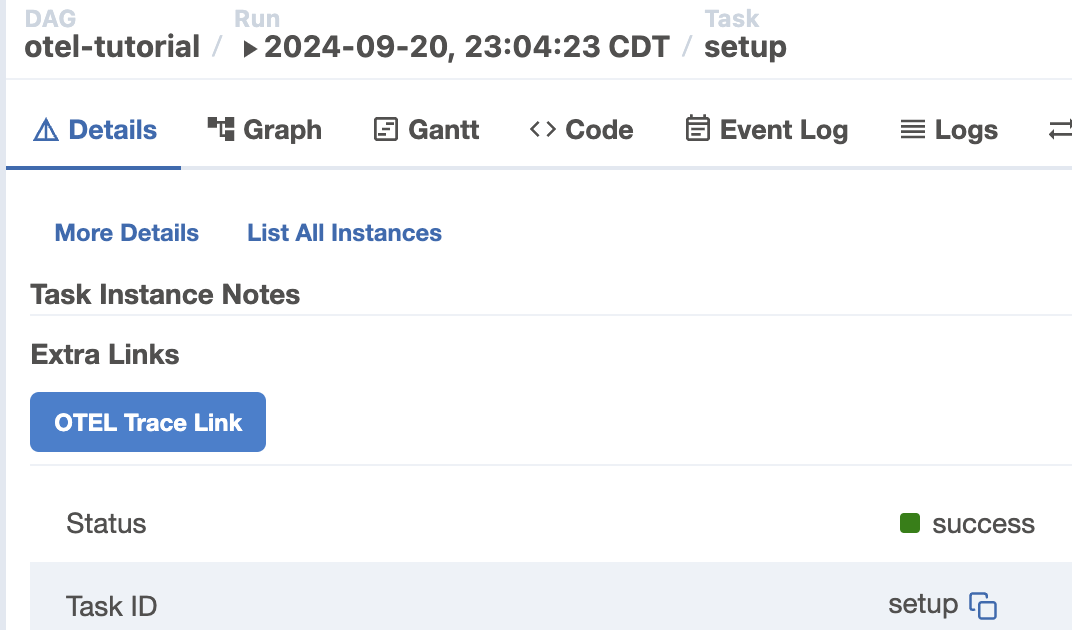 DAG Run Task
otel-tutorial / 2024-09-20, 23:04:23 CDT / setup
Details Graph Gantt Code Event Log Logs
More Details List All Instances
Task Instance Notes
Extra Links
OTEL Trace Link
Status success
Task ID setup